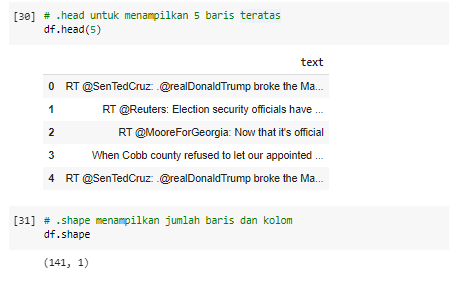 [30] # .head untuk menampilkan 5 baris teratas
df.head(5)
text
0 RT @SenTedCruz: .@realDonaldTrump broke the Ma...
1 RT @Reuters: Election security officials have ...
2 RT @MooreForGeorgia: Now that it's official
3 When Cobb county refused to let our appointed ...
4 RT @SenTedCruz: .@realDonaldTrump broke the Ma...
[31] # .shape menampilkan jumlah baris dan kolom
df.shape
(141, 1)